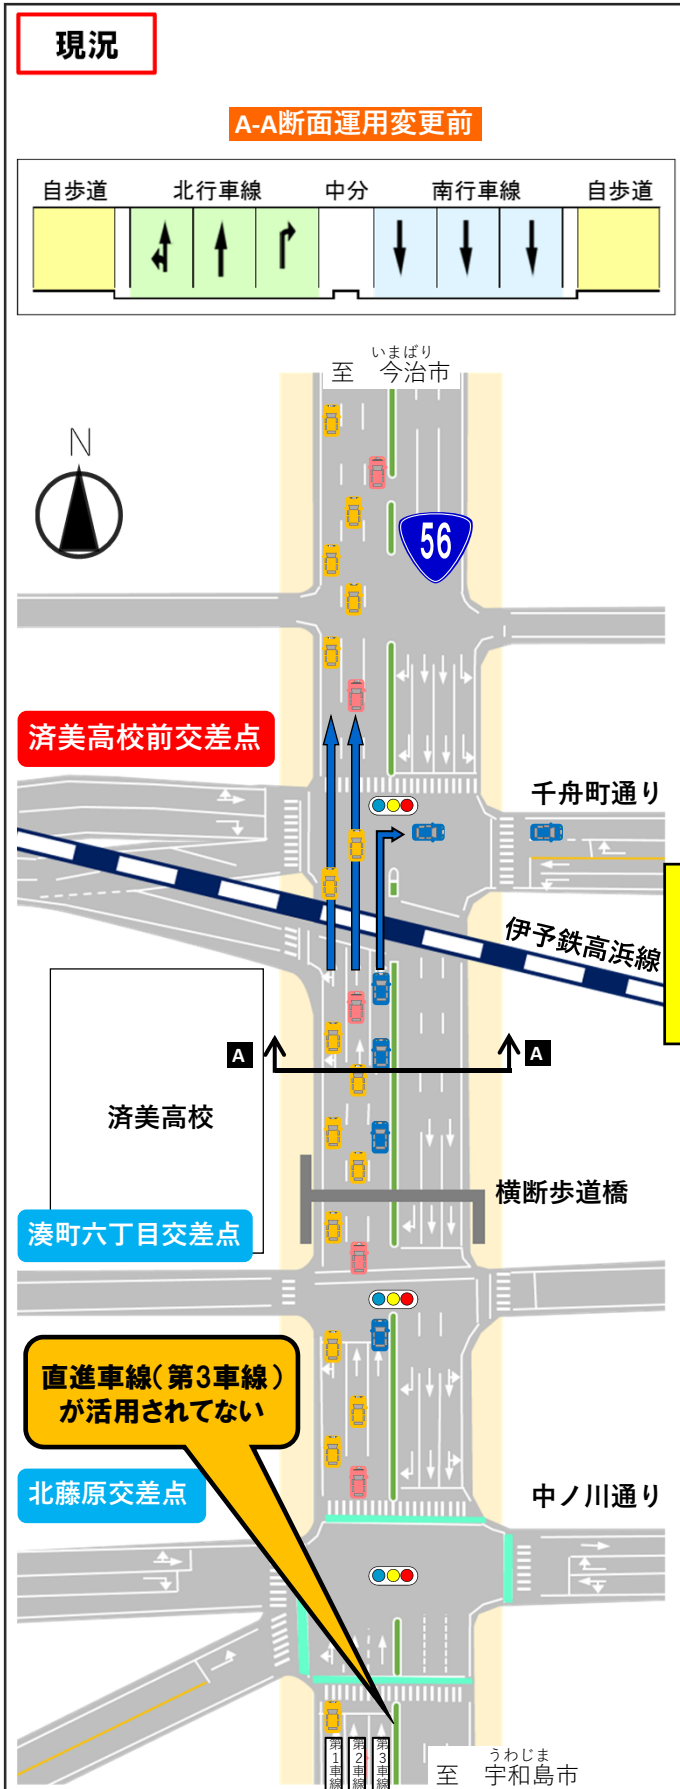 現況
A-A断面運用変更前
自歩道 北行車線 中分 南行車線 自歩道
いまばり
至 今治市
N
56
済美高校前交差点
千舟町通り
伊予鉄高浜線
A A
済美高校
横断歩道橋
湊町六丁目交差点
直進車線(第3車線)
が活用されてない
北藤原交差点
中ノ川通り
第1車線 第2車線 第3車線
うわじま
至 宇和島市